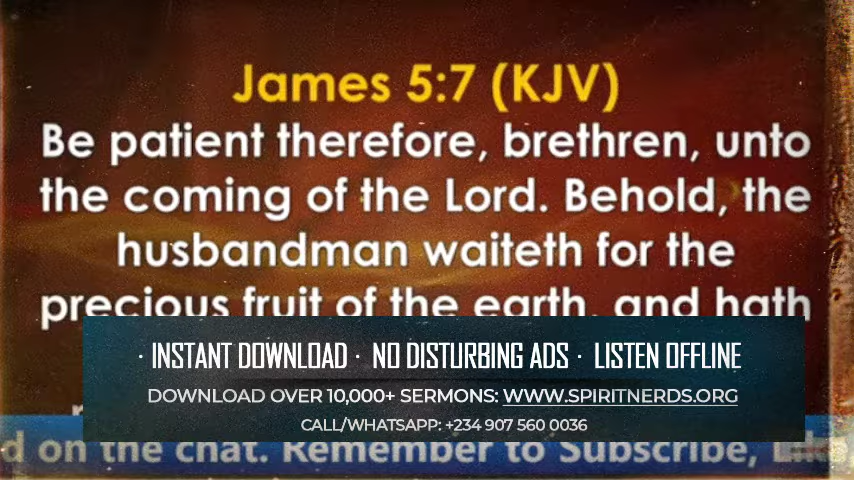 James 5:7 (KJV)
Be patient therefore, brethren, unto
the coming of the Lord. Behold, the
husbandman waiteth for the
precious fruit of the earth, and hath
· INSTANT DOWNLOAD · NO DISTURBING ADS · LISTEN OFFLINE
DOWNLOAD OVER 10,000+ SERMONS: WWW.SPIRITNERDS.ORG
CALL/WHATSAPP: +234 907 560 0036
d on the chat. Remember to Subscribe,